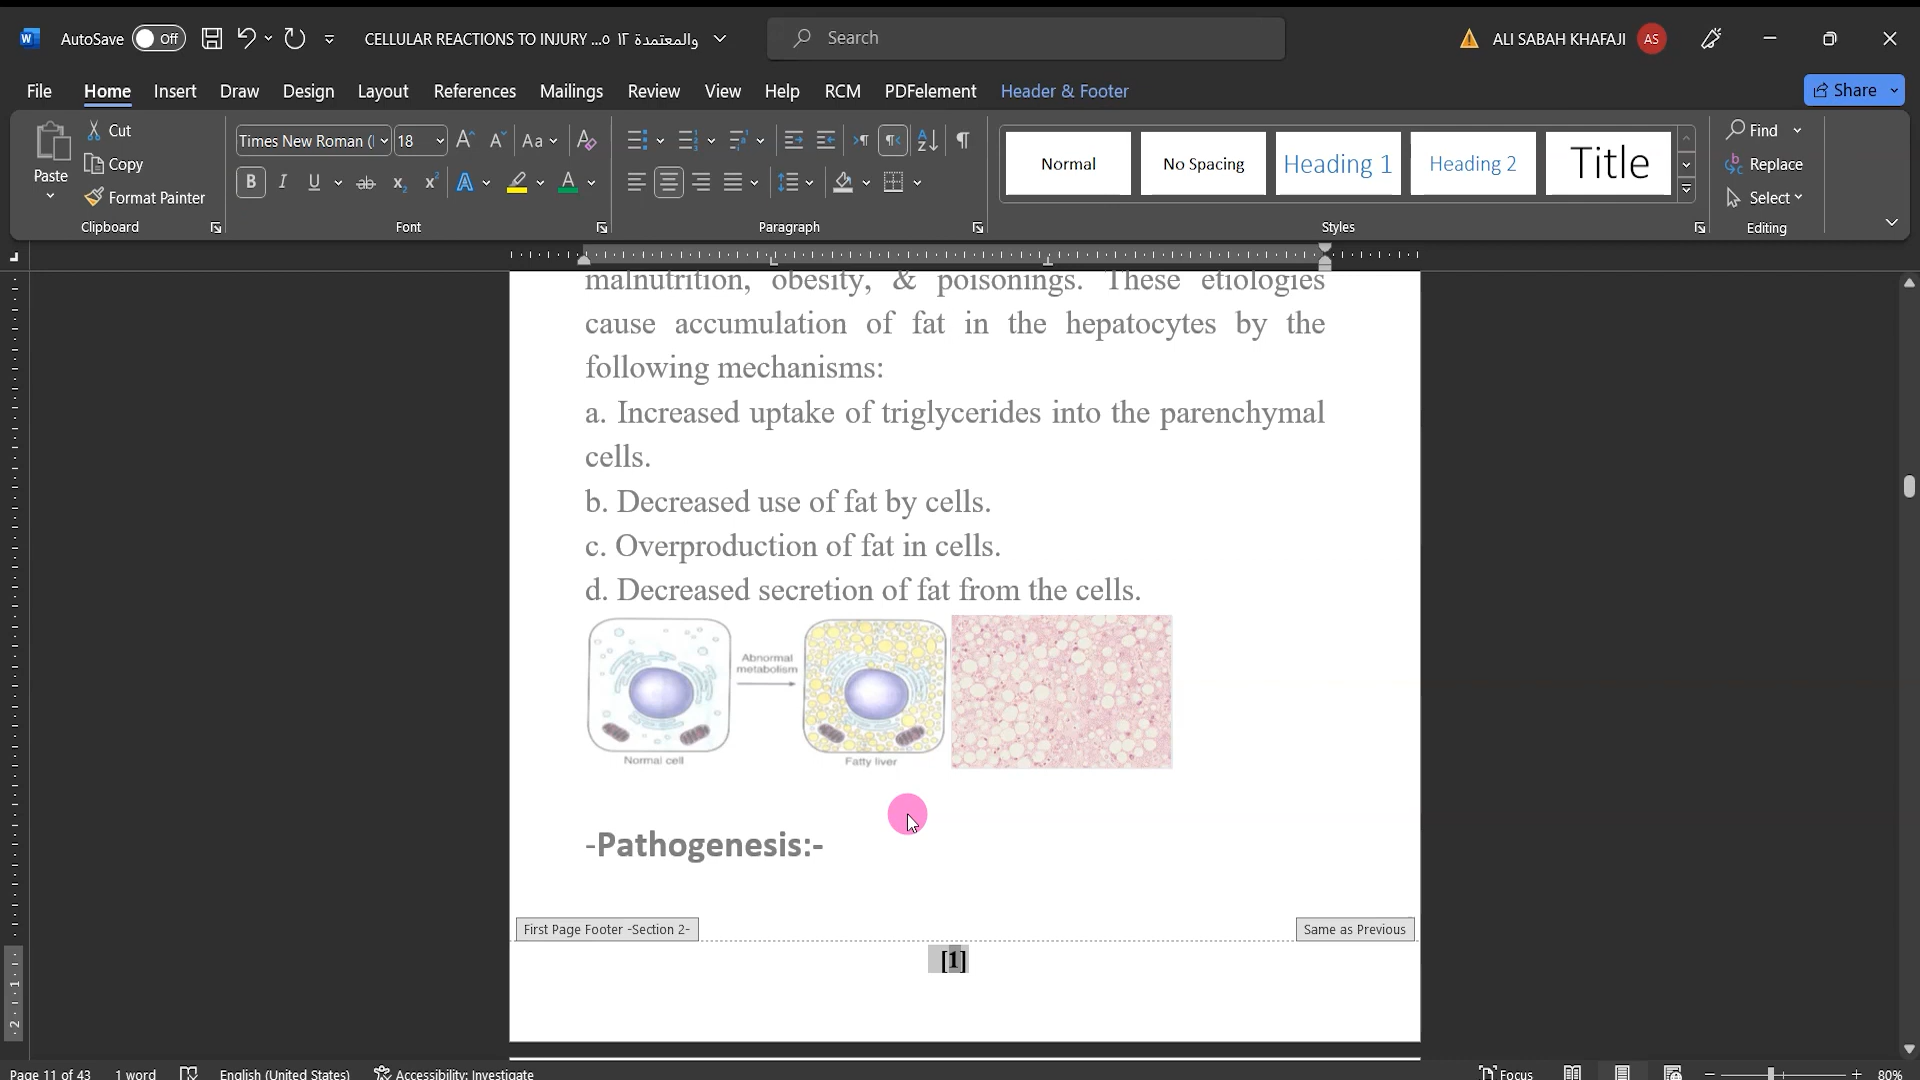 AutoSave Off CELLULAR REACTIONS TO INJURY ...٥ والمعتمدة ١٢ Search ALI SABAH KHAFAJI AS
File Home Insert Draw Design Layout References Mailings Review View Help RCM PDFelement Header & Footer Share
Paste
Cut
Copy
Format Painter
Clipboard
Times New Roman ( 18
Font
Paragraph
Normal No Spacing Heading 1 Heading 2 Title
Styles
Find
Replace
Select
Editing
malnutrition, obesity, & poisonings. These etiologies
cause accumulation of fat in the hepatocytes by the
following mechanisms:
a. Increased uptake of triglycerides into the parenchymal
cells.
b. Decreased use of fat by cells.
c. Overproduction of fat in cells.
d. Decreased secretion of fat from the cells.
Abnormal
metabolism
Normal cell
Fatty liver
-Pathogenesis:-
First Page Footer -Section 2-
Same as Previous
[1]
Page 11 of 43 1 word English (United States) Accessibility: Investigate Focus 80%